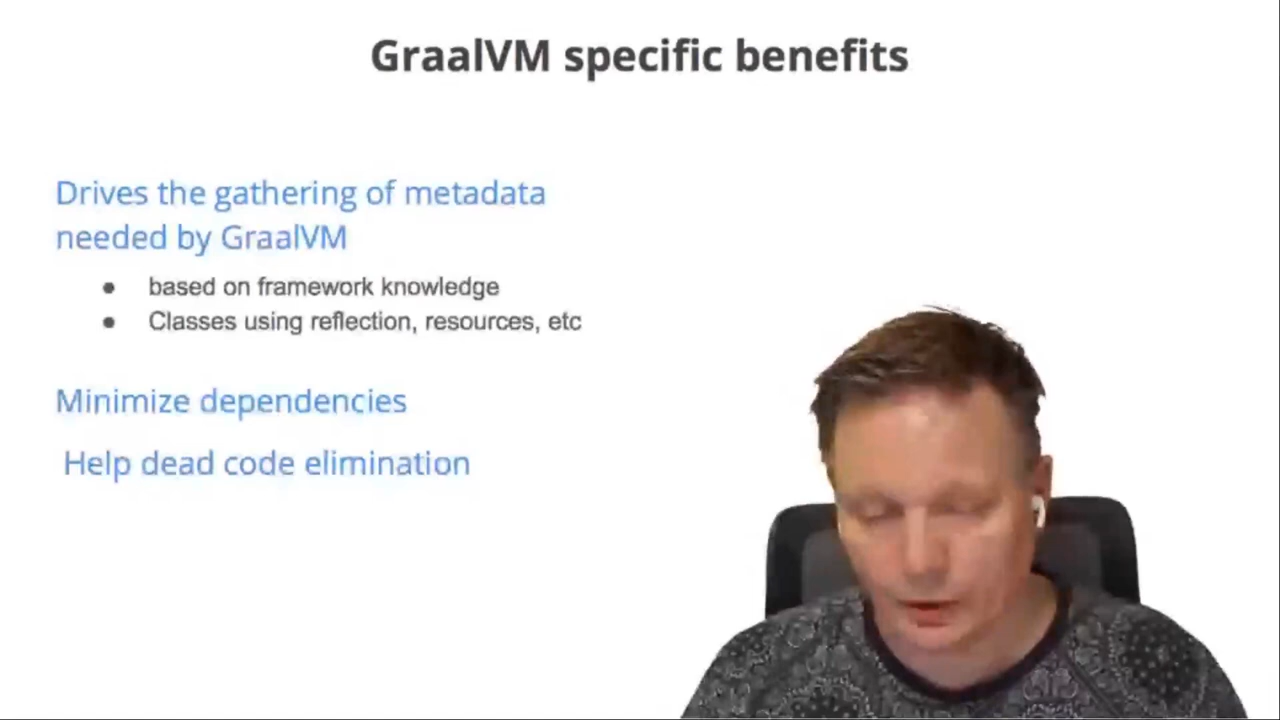 GraalVM specific benefits
Drives the gathering of metadata
needed by GraalVM
● based on framework knowledge
● Classes using reflection, resources, etc
Minimize dependencies
Help dead code elimination